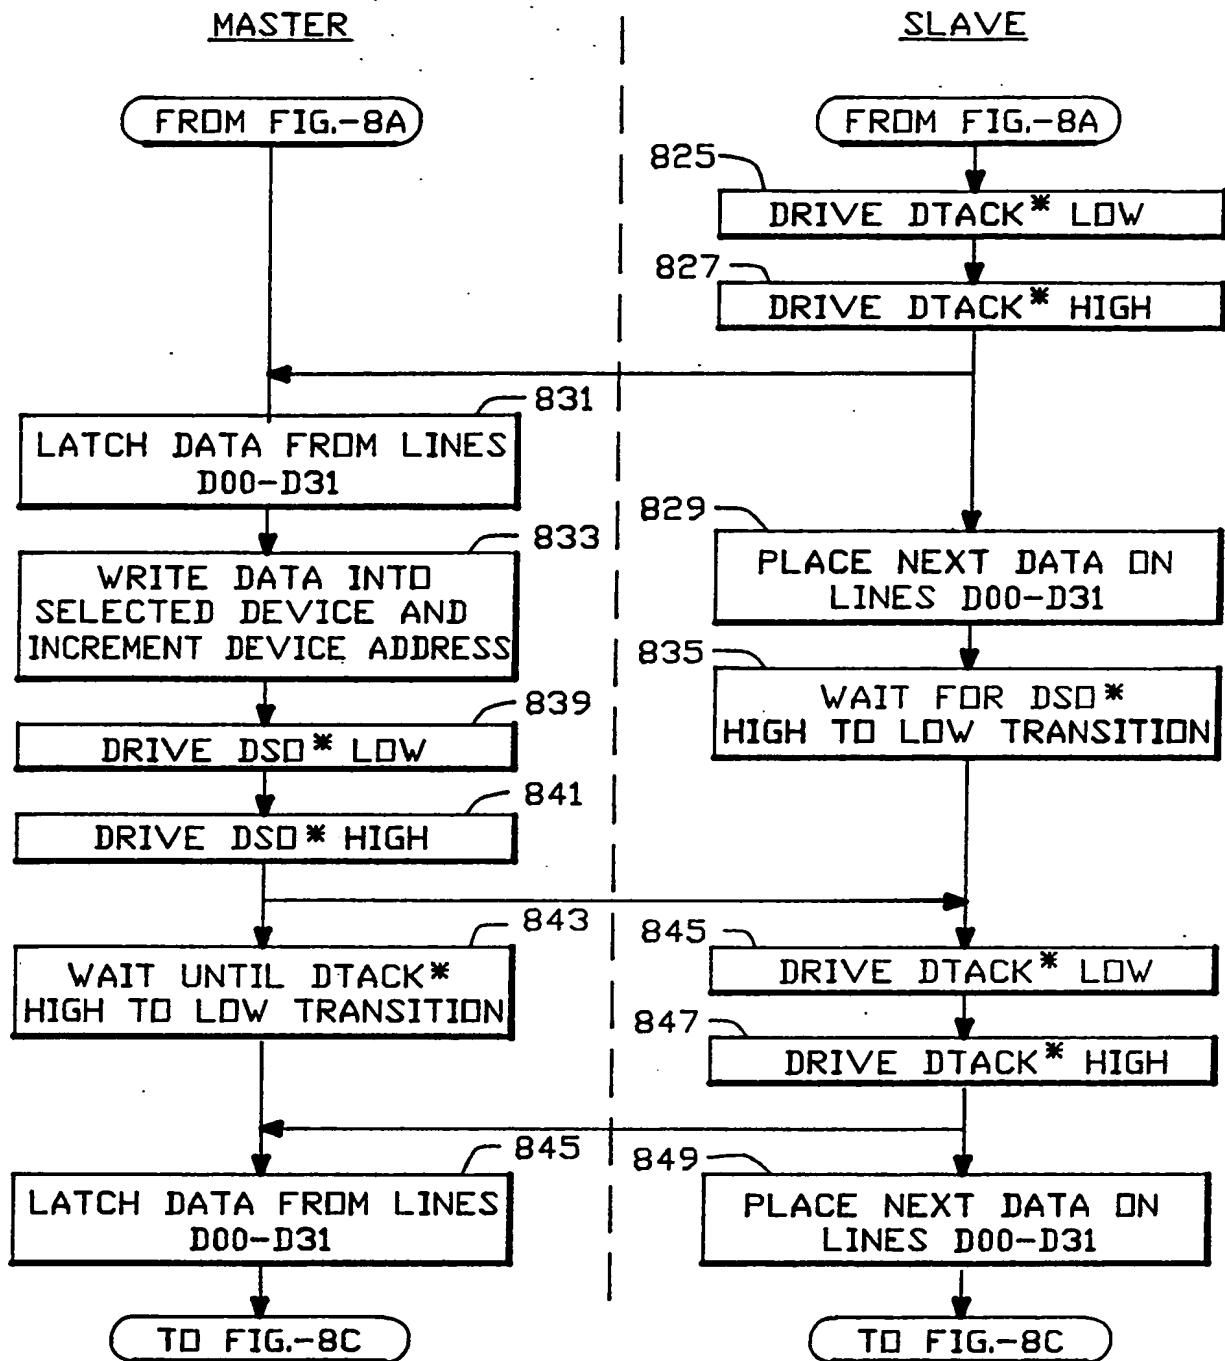 MASTER
SLAVE
FROM FIG.-8A
FROM FIG.-8A
825
DRIVE DTACK* LOW
827
DRIVE DTACK* HIGH
831
LATCH DATA FROM LINES
D00-D31
829
PLACE NEXT DATA ON
LINES D00-D31
833
WRITE DATA INTO
SELECTED DEVICE AND
INCREMENT DEVICE ADDRESS
835
WAIT FOR DS0*
HIGH TO LOW TRANSITION
839
DRIVE DS0* LOW
841
DRIVE DS0* HIGH
843
WAIT UNTIL DTACK*
HIGH TO LOW TRANSITION
845
DRIVE DTACK* LOW
847
DRIVE DTACK* HIGH
845
LATCH DATA FROM LINES
D00-D31
849
PLACE NEXT DATA ON
LINES D00-D31
TO FIG.-8C
TO FIG.-8C